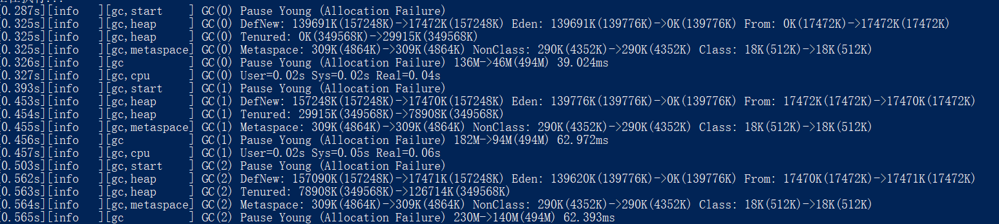 正在执行...
[0.287s][info   ][gc,start    ] GC(0) Pause Young (Allocation Failure)
[0.325s][info   ][gc,heap     ] GC(0) DefNew: 139691K(157248K)->17472K(157248K) Eden: 139691K(139776K)->0K(139776K) From: 0K(17472K)->17472K(17472K)
[0.325s][info   ][gc,heap     ] GC(0) Tenured: 0K(349568K)->29915K(349568K)
[0.325s][info   ][gc,metaspace] GC(0) Metaspace: 309K(4864K)->309K(4864K) NonClass: 290K(4352K)->290K(4352K) Class: 18K(512K)->18K(512K)
[0.326s][info   ][gc          ] GC(0) Pause Young (Allocation Failure) 136M->46M(494M) 39.024ms
[0.327s][info   ][gc,cpu      ] GC(0) User=0.02s Sys=0.02s Real=0.04s
[0.393s][info   ][gc,start    ] GC(1) Pause Young (Allocation Failure)
[0.453s][info   ][gc,heap     ] GC(1) DefNew: 157248K(157248K)->17470K(157248K) Eden: 139776K(139776K)->0K(139776K) From: 17472K(17472K)->17470K(17472K)
[0.454s][info   ][gc,heap     ] GC(1) Tenured: 29915K(349568K)->78908K(349568K)
[0.455s][info   ][gc,metaspace] GC(1) Metaspace: 309K(4864K)->309K(4864K) NonClass: 290K(4352K)->290K(4352K) Class: 18K(512K)->18K(512K)
[0.456s][info   ][gc          ] GC(1) Pause Young (Allocation Failure) 182M->94M(494M) 62.972ms
[0.457s][info   ][gc,cpu      ] GC(1) User=0.02s Sys=0.05s Real=0.06s
[0.503s][info   ][gc,start    ] GC(2) Pause Young (Allocation Failure)
[0.562s][info   ][gc,heap     ] GC(2) DefNew: 157090K(157248K)->17471K(157248K) Eden: 139620K(139776K)->0K(139776K) From: 17470K(17472K)->17471K(17472K)
[0.563s][info   ][gc,heap     ] GC(2) Tenured: 78908K(349568K)->126714K(349568K)
[0.564s][info   ][gc,metaspace] GC(2) Metaspace: 309K(4864K)->309K(4864K) NonClass: 290K(4352K)->290K(4352K) Class: 18K(512K)->18K(512K)
[0.565s][info   ][gc          ] GC(2) Pause Young (Allocation Failure) 230M->140M(494M) 62.393ms